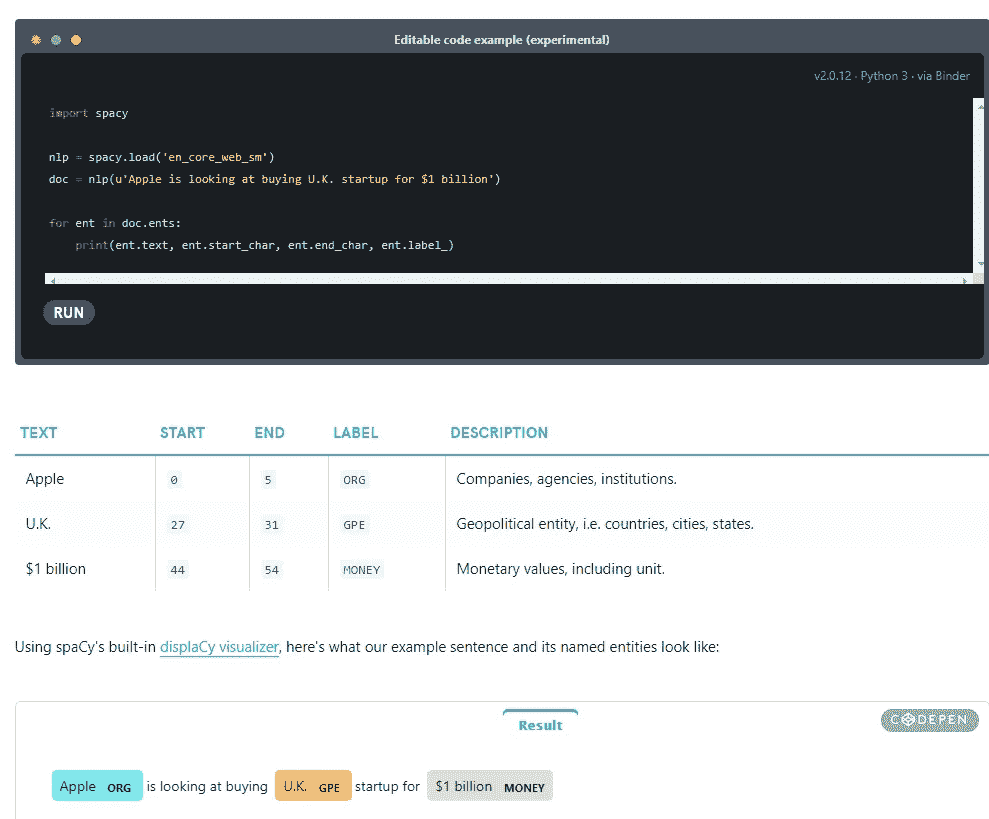 Editable code example (experimental)
v2.0.12 · Python 3 · via Binder
import spacy
nlp = spacy.load('en_core_web_sm')
doc = nlp(u'Apple is looking at buying U.K. startup for $1 billion')
for ent in doc.ents:
    print(ent.text, ent.start_char, ent.end_char, ent.label_)
RUN
TEXT START END LABEL DESCRIPTION
Apple 0 5 ORG Companies, agencies, institutions.
U.K. 27 31 GPE Geopolitical entity, i.e. countries, cities, states.
$1 billion 44 54 MONEY Monetary values, including unit.
Using spaCy's built-in displaCy visualizer, here's what our example sentence and its named entities look like:
Result
CODEPEN
Apple ORG is looking at buying U.K. GPE startup for $1 billion MONEY